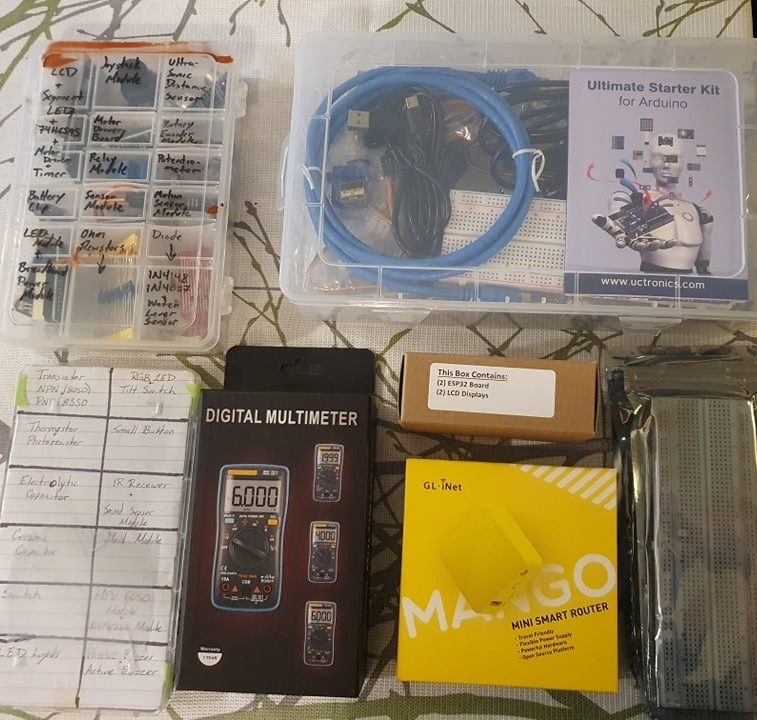 LCD
+
Segment
LED
+
74HC595
+
Motor
Driver
+
Timer
Battery
Clip
LED
Module
+
Breadboard
Power
Module
Joystick
Module
Motor
Driver
Board
Relay
Module
Sensor
Module
Ohm
Resistors
Ultra-
Sonic
Distance
Sensor
Rotary
Encoder
Module
Potentio-
meter
Motion
Sensor
Module
Diode
1N4148
1N4007
&
Water
Level
Sensor
Ultimate Starter Kit
for Arduino
www.uctronics.com
Transistor
NPN (8050)
PNP (8550
RGB LED
Tilt Switch
Thermistor
Photoresistor
Small Button
Electrolytic
Capacitor
IR Receiver
+
Sound Sensor
Module
Ceramic
Capacitor
Module
Switch
MPU-6050
Module
Module
LED Lights
Active Buzzer
DIGITAL MULTIMETER
6.000
1999
4000
6.000
Warranty
1 YEAR
This Box Contains:
(2) ESP32 Board
(2) LCD Displays
GL·iNet
MANGO
MINI SMART ROUTER
- Travel Friendly
- Flexible Power Supply
- Powerful Hardware
- Open Source Platform